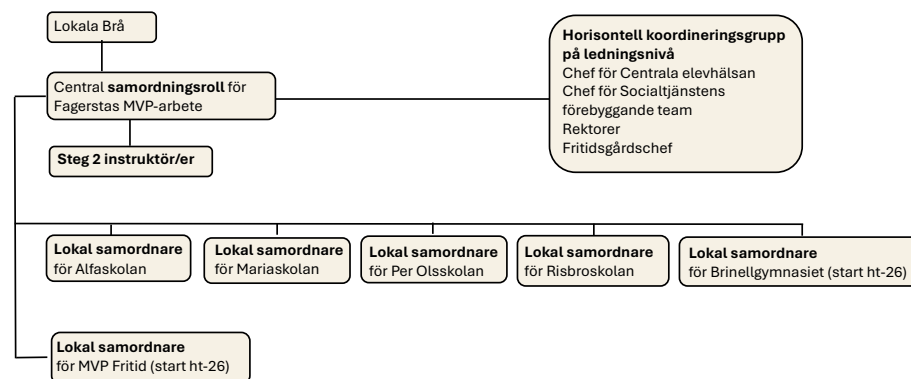 Lokala Brå
Central samordningsroll för
Fagerstas MVP-arbete
Steg 2 instruktör/er
Horisontell koordineringsgrupp
på ledningsnivå
Chef för Centrala elevhälsan
Chef för Socialtjänstens
förebyggande team
Rektorer
Fritidsgårdschef
Lokal samordnare
för Alfaskolan
Lokal samordnare
för Mariaskolan
Lokal samordnare
för Per Olsskolan
Lokal samordnare
för Risbroskolan
Lokal samordnare
för Brinellgymnasiet (start ht-26)
Lokal samordnare
för MVP Fritid (start ht-26)